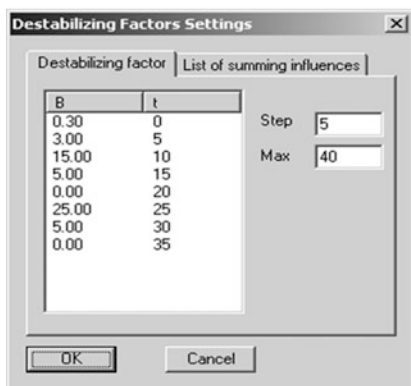 Destabilizing Factors Settings
Destabilizing factor List of summing influences
B t
0.30 0
3.00 5
15.00 10
5.00 15
0.00 20
25.00 25
5.00 30
0.00 35
Step 5
Max 40
OK Cancel